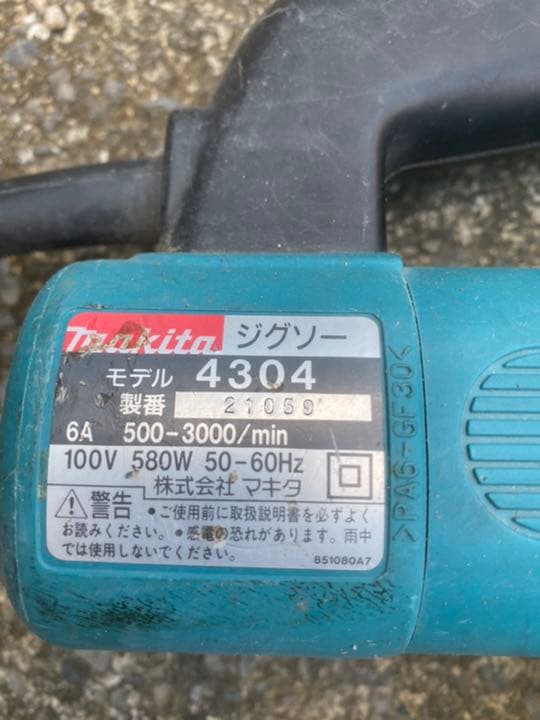 makita ジグソー
モデル 4304
製番 21059
6A 500-3000/min
100V 580W 50-60Hz
株式会社 マキタ
警告 •ご使用前に取扱説明書を必ずよく
お読みください。•感電の恐れがあります。雨中
では使用しないでください。
851080A7
>PA6-GF30<